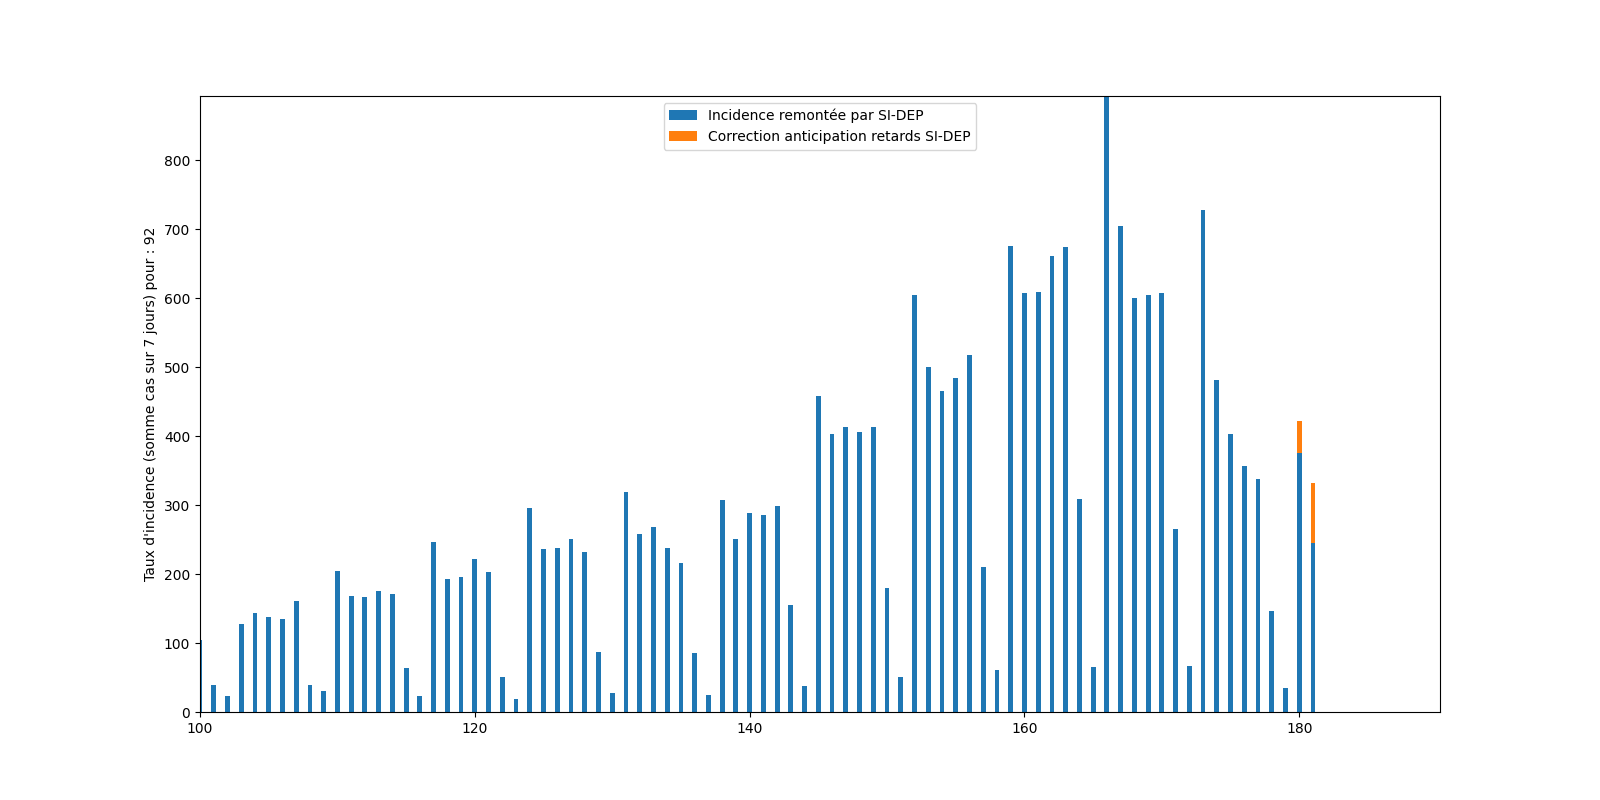 Incidence remontée par SI-DEP
Correction anticipation retards SI-DEP
Taux d'incidence (somme cas sur 7 jours) pour : 92
800
700
600
500
400
300
200
100
0
100 120 140 160 180